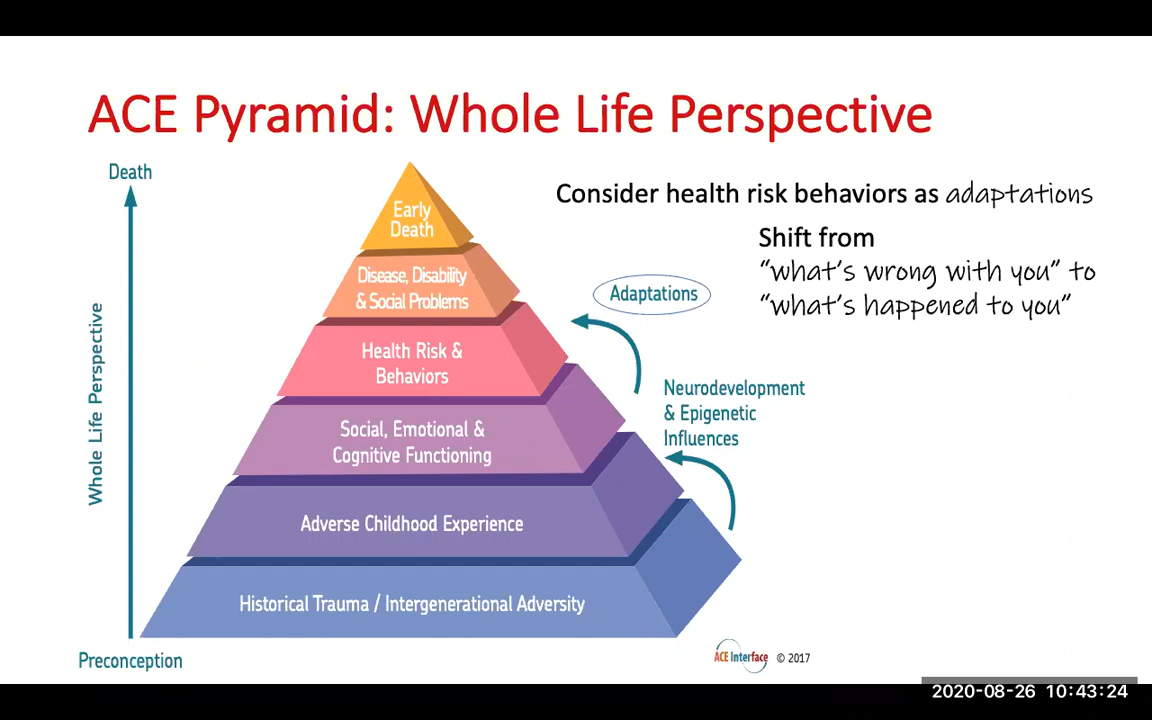 ACE Pyramid: Whole Life Perspective
Death
Early
Death
Disease, Disability
& Social Problems
Health Risk &
Behaviors
Social, Emotional &
Cognitive Functioning
Adverse Childhood Experience
Historical Trauma / Intergenerational Adversity
Whole Life Perspective
Preconception
Consider health risk behaviors as adaptations
Shift from
“what's wrong with you” to
“what's happened to you”
Adaptations
Neurodevelopment
& Epigenetic
Influences
ACE Interface © 2017
2020-08-26 10:43:24